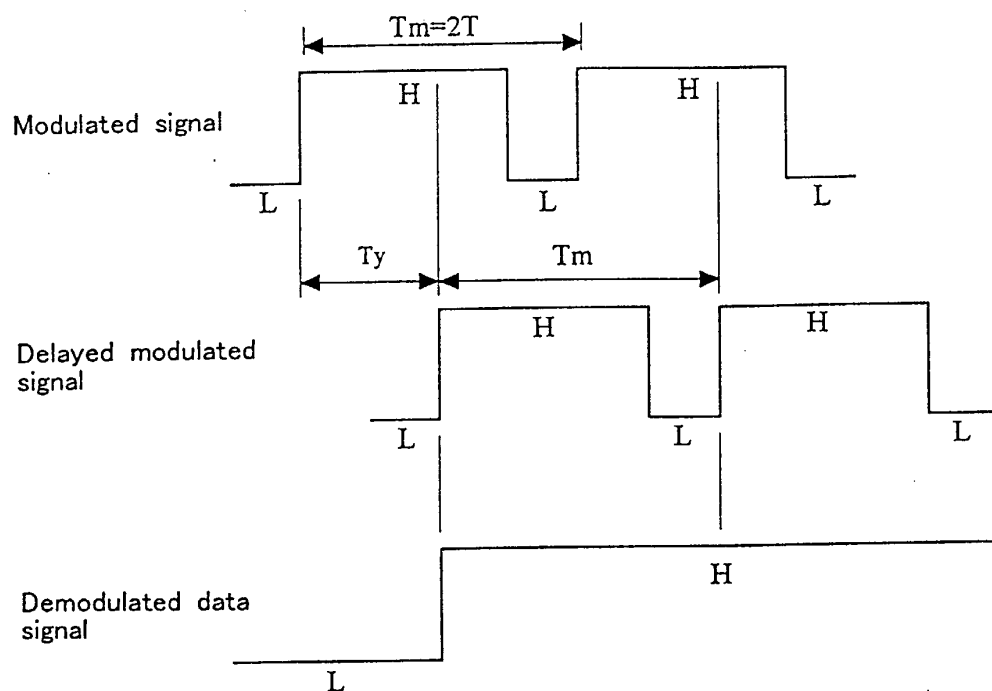 Tm=2T
H
H
Modulated signal
L
L
L
Ty
Tm
H
H
Delayed modulated
signal
L
L
L
H
Demodulated data
signal
L